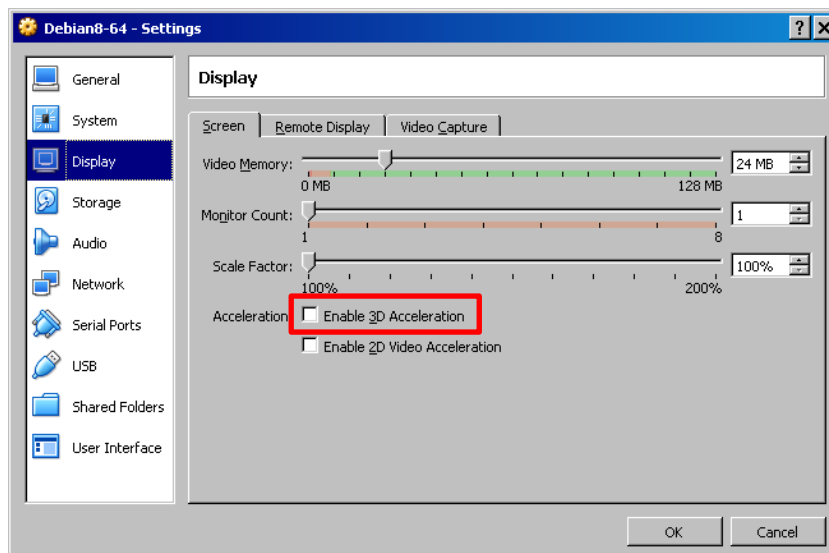 Debian8-64 - Settings
General
System
Display
Storage
Audio
Network
Serial Ports
USB
Shared Folders
User Interface
Display
Screen Remote Display Video Capture
Video Memory: 24 MB
0 MB 128 MB
Monitor Count: 1
1 8
Scale Factor: 100%
100% 200%
Acceleration Enable 3D Acceleration
Enable 2D Video Acceleration
OK Cancel